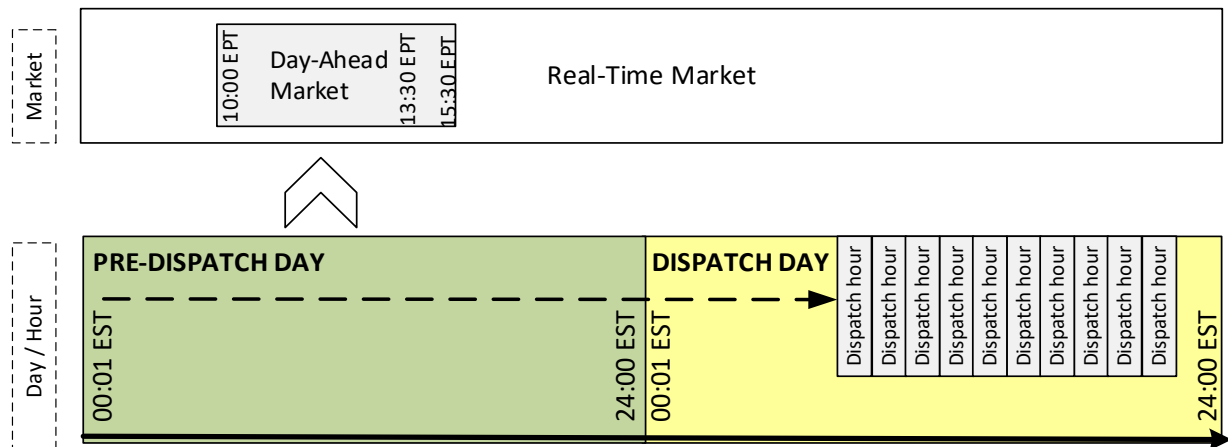 Market
10:00 EPT
Day-Ahead
Market
13:30 EPT
15:30 EPT
Real-Time Market
Day / Hour
PRE-DISPATCH DAY
00:01 EST
24:00 EST
DISPATCH DAY
00:01 EST
Dispatch hour
Dispatch hour
Dispatch hour
Dispatch hour
Dispatch hour
Dispatch hour
Dispatch hour
Dispatch hour
Dispatch hour
Dispatch hour
24:00 EST